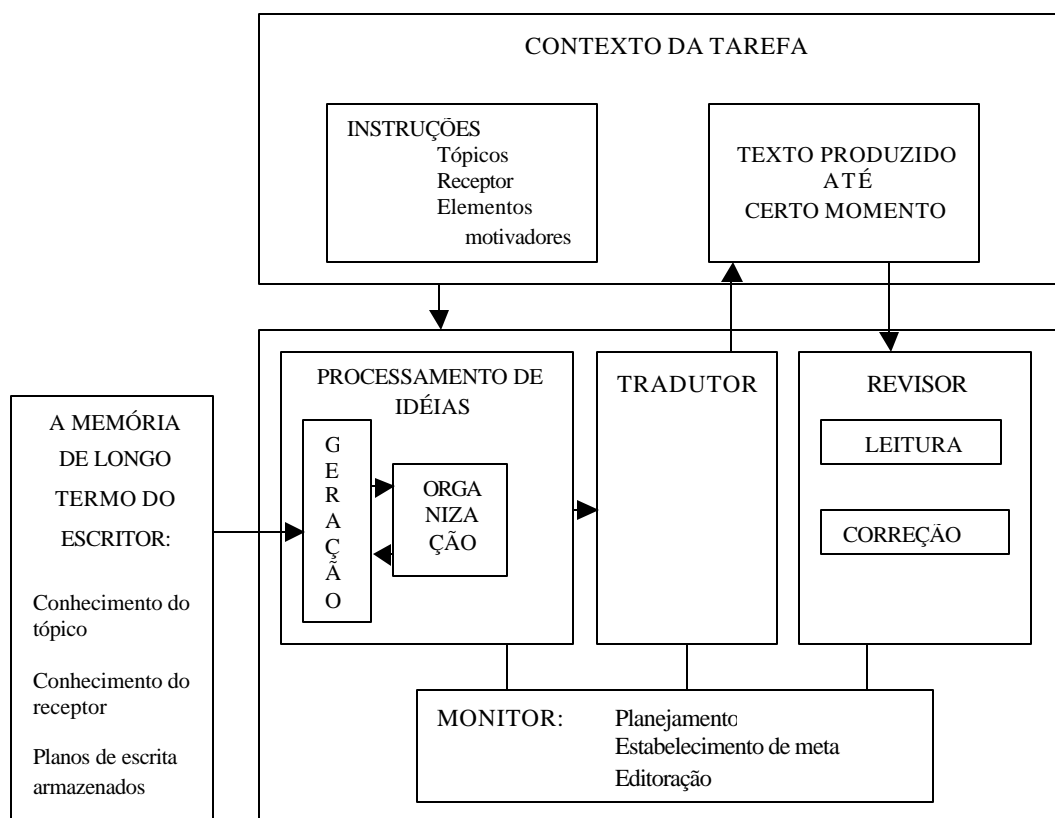 CONTEXTO DA TAREFA
INSTRUÇÕES
Tópicos
Receptor
Elementos
motivadores
TEXTO PRODUZIDO
ATÉ
CERTO MOMENTO
A MEMÓRIA
DE LONGO
TERMO DO
ESCRITOR:
Conhecimento do
tópico
Conhecimento do
receptor
Planos de escrita
armazenados
PROCESSAMENTO DE
IDÉIAS
G
E
R
A
Ç
Ã
O
ORGA
NIZA
ÇÃO
TRADUTOR
REVISOR
LEITURA
CORREÇÃO
MONITOR: Planejamento
Estabelecimento de meta
Editoração